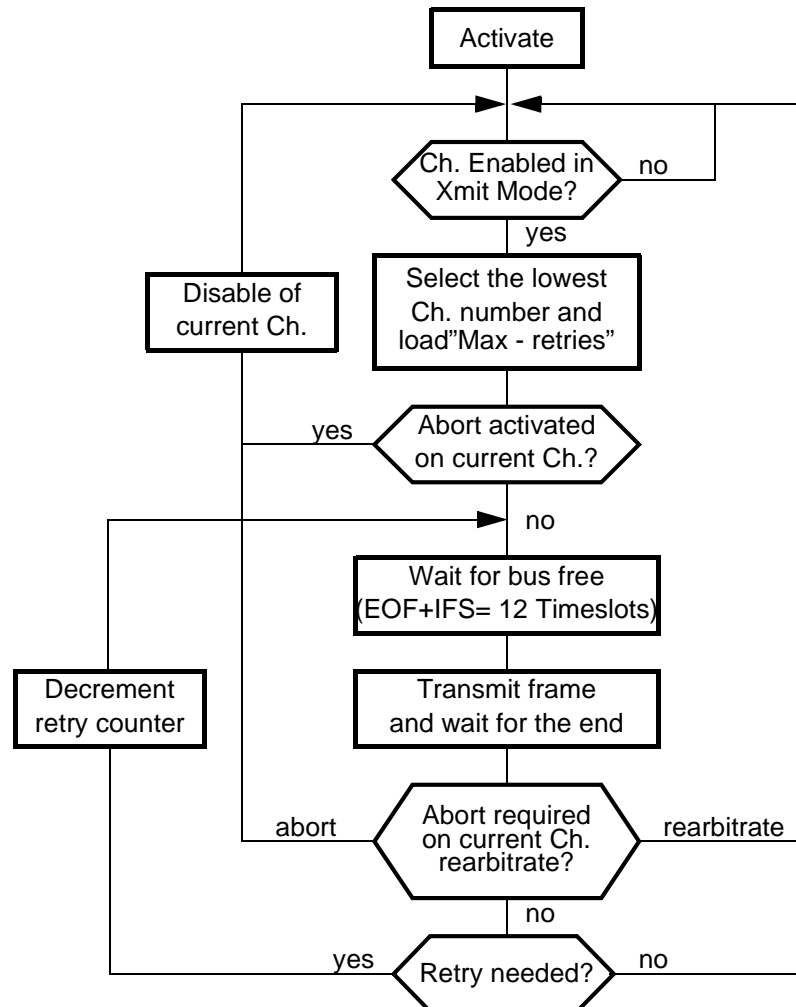 Activate
Ch. Enabled in
Xmit Mode?
no
yes
Disable of
current Ch.
Select the lowest
Ch. number and
load"Max - retries"
yes
Abort activated
on current Ch.?
no
Wait for bus free
(EOF+IFS= 12 Timeslots)
Decrement
retry counter
Transmit frame
and wait for the end
abort
Abort required
on current Ch.
rearbitrate?
rearbitrate
no
yes
Retry needed?
no